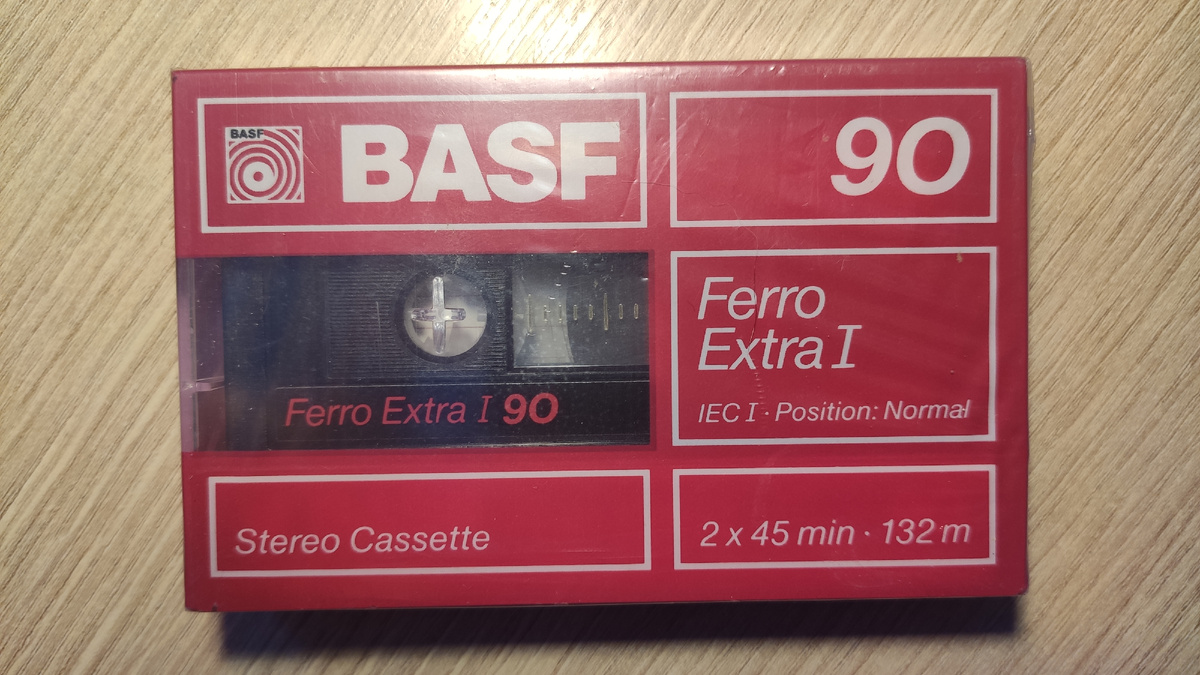 BASF
BASF
90
Ferro
Extra I
IEC I · Position: Normal
Ferro Extra I 90
Stereo Cassette
2 x 45 min · 132 m